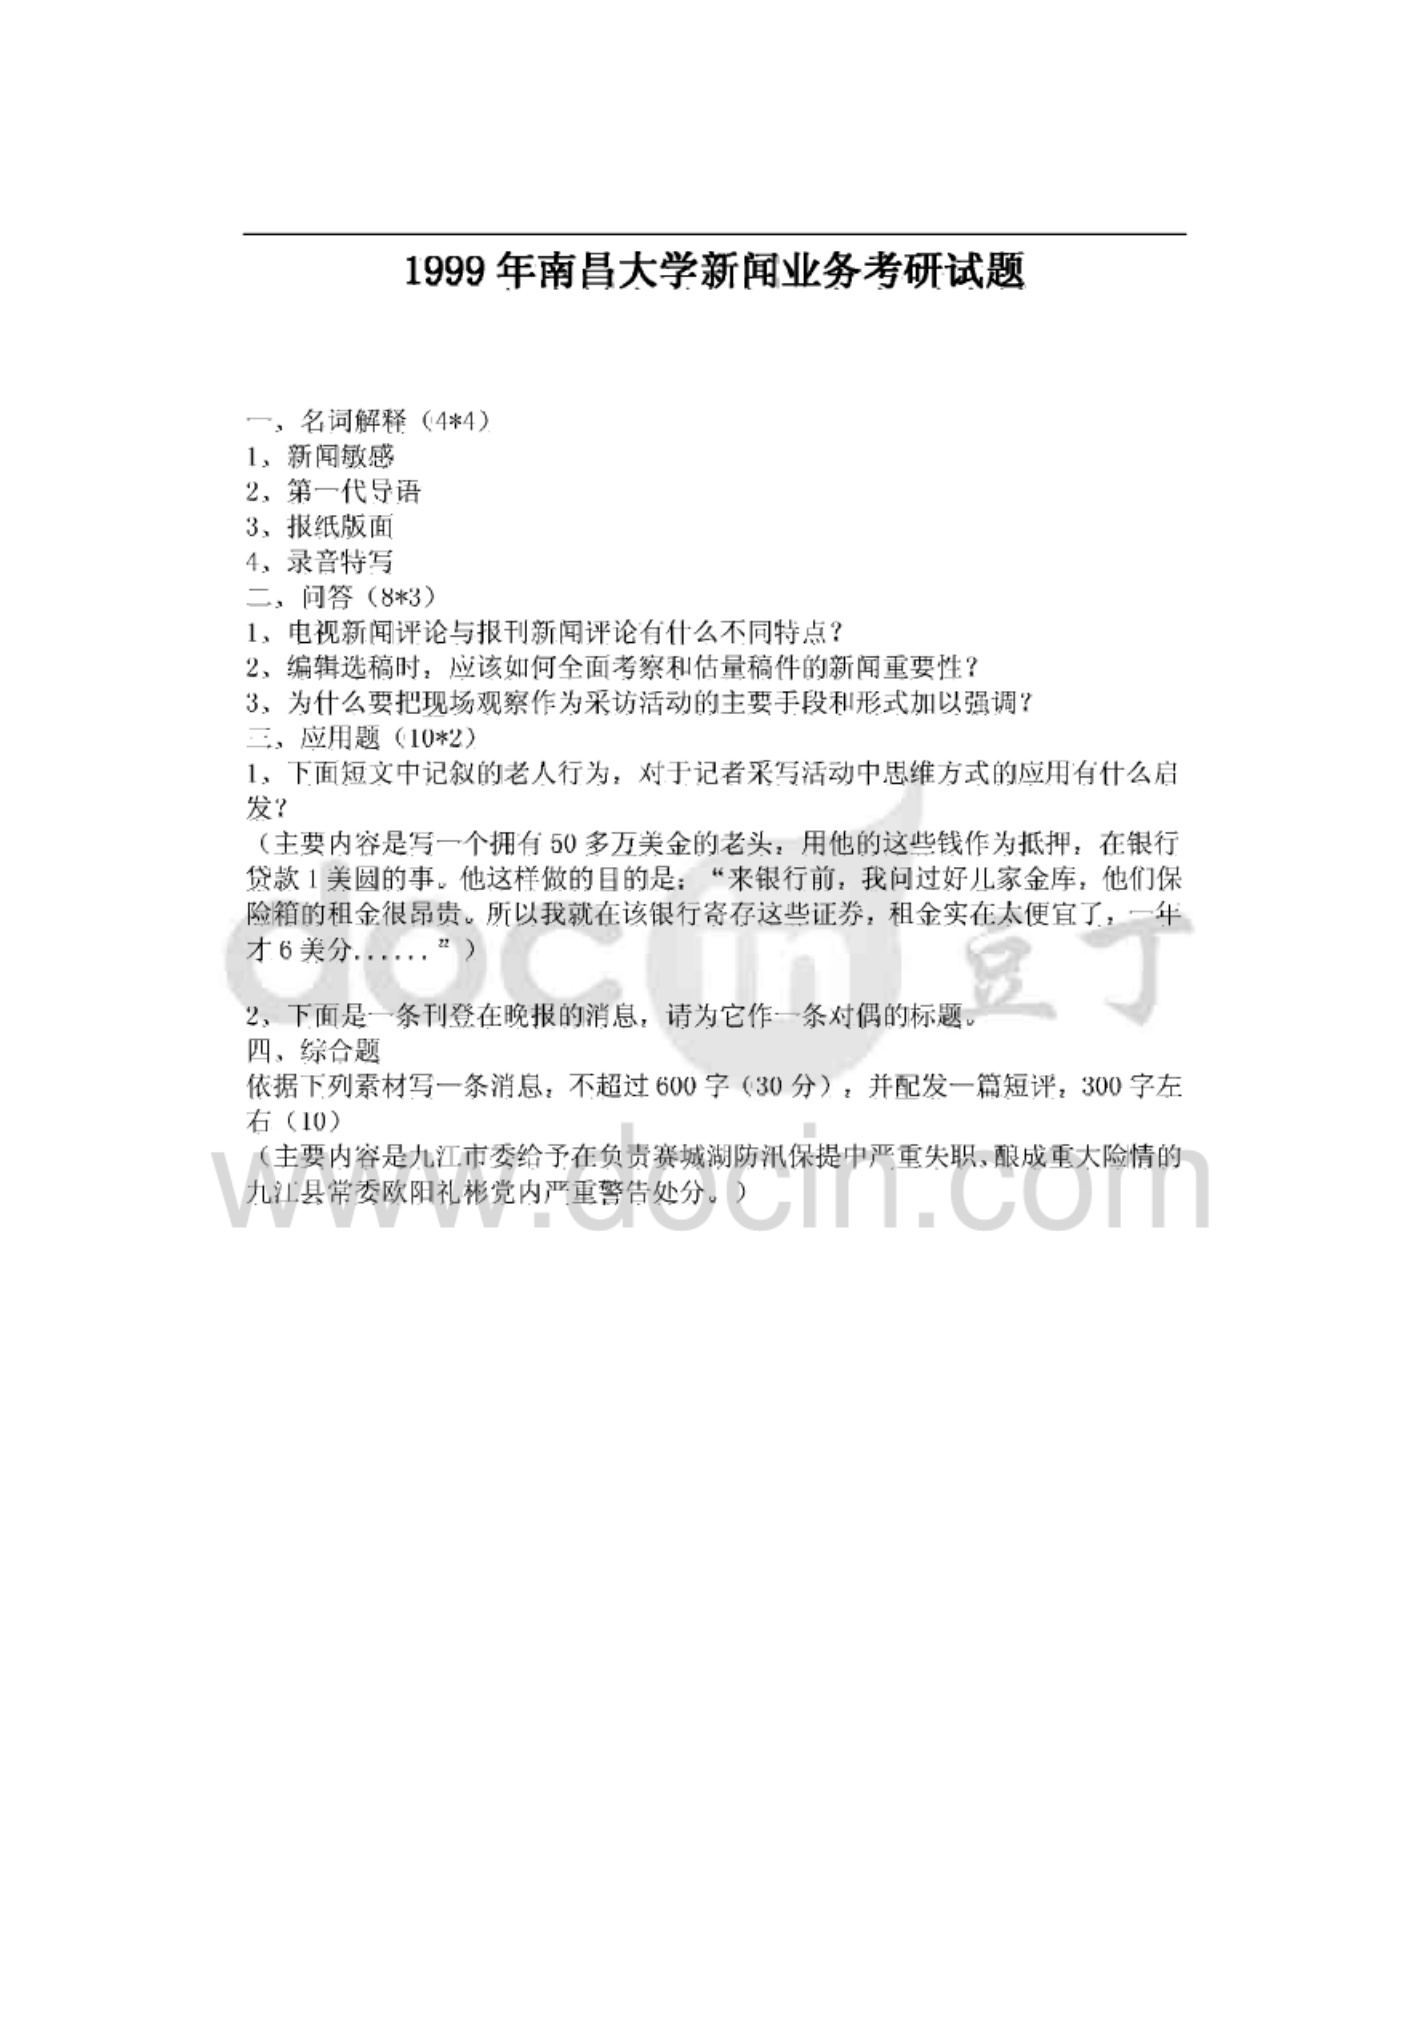 1999 年南昌大学新闻业务考研试题
一，名词解释（4*4）
1、新闻敏感
2、第一代导语
3、报纸版面
4、录音特写
二，问答（8*3）
1、电视新闻评论与报刊新闻评论有什么不同特点？
2、编辑选稿时，应该如何全面考察和估量稿件的新闻重要性？
3、为什么要把现场观察作为采访活动的主要手段和形式加以强调？
三，应用题（10*2）
1、下面短文中记叙的老人行为，对于记者采写活动中思维方式的应用有什么启
发？
（主要内容是写一个拥有 50 多万美金的老头，用他的这些钱作为抵押，在银行
贷款 1 美圆的事。他这样做的目的是：“来银行前，我问过好几家金库，他们保
险箱的租金很昂贵。所以我就在该银行寄存这些证券，租金实在太便宜了，一年
才 6 美分......”）
docin 豆丁
2、下面是一条刊登在晚报的消息，请为它作一条对偶的标题。
四、综合题
依据下列素材写一条消息，不超过 600 字（30 分），并配发一篇短评，300 字左
右（10）
（主要内容是九江市委给予在负责赛城湖防汛保提中严重失职、酿成重大险情的
九江县常委欧阳礼彬党内严重警告处分。）
www.docin.com